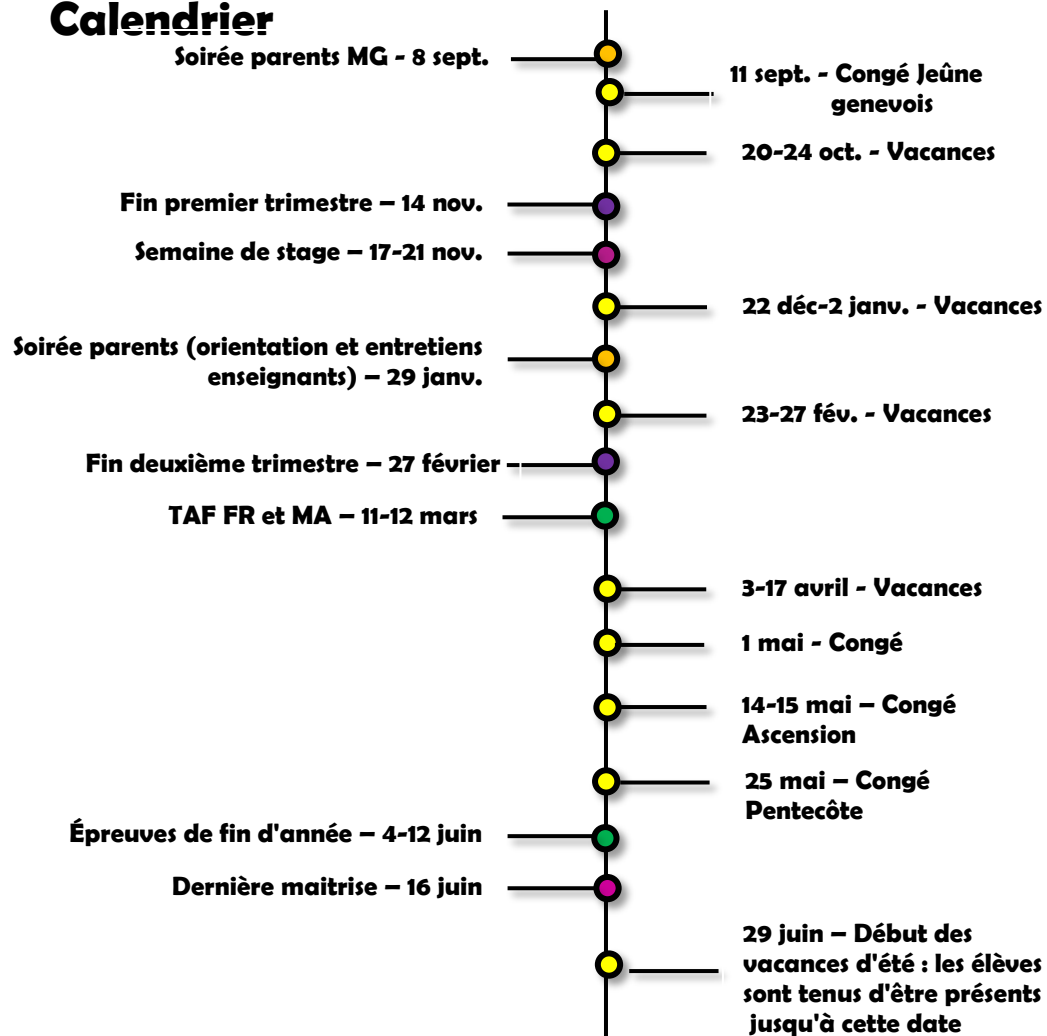 Calendrier
Soirée parents MG - 8 sept.
11 sept. - Congé Jeûne
genevois
20-24 oct. - Vacances
Fin premier trimestre – 14 nov.
Semaine de stage – 17-21 nov.
22 déc-2 janv. - Vacances
Soirée parents (orientation et entretiens
enseignants) – 29 janv.
23-27 fév. - Vacances
Fin deuxième trimestre – 27 février
TAF FR et MA – 11-12 mars
3-17 avril - Vacances
1 mai - Congé
14-15 mai – Congé
Ascension
25 mai – Congé
Pentecôte
Épreuves de fin d'année – 4-12 juin
Dernière maitrise – 16 juin
29 juin – Début des
vacances d'été : les élèves
sont tenus d'être présents
jusqu'à cette date